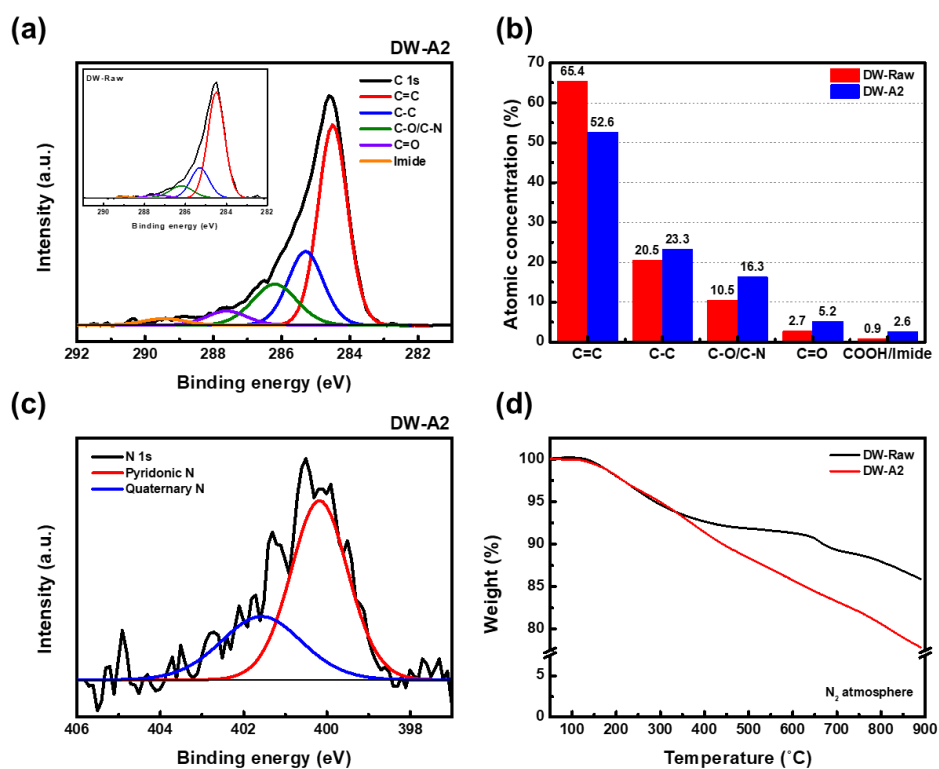 (a)
DW-A2
DW-Raw
C 1s
C=C
C-C
C-O/C-N
C=O
Imide
290 288 286 284 282
Binding energy (eV)
Intensity (a.u.)
292 290 288 286 284 282
Binding energy (eV)
(b)
DW-Raw
DW-A2
65.4
52.6
20.5
23.3
10.5
16.3
2.7
5.2
0.9
2.6
70
60
50
40
30
20
10
0
Atomic concentration (%)
C=C C-C C-O/C-N C=O COOH/Imide
(c)
DW-A2
N 1s
Pyridonic N
Quaternary N
Intensity (a.u.)
406 404 402 400 398
Binding energy (eV)
(d)
DW-Raw
DW-A2
100
95
90
85
80
5
0
Weight (%)
N2 atmosphere
100 200 300 400 500 600 700 800 900
Temperature (˚C)